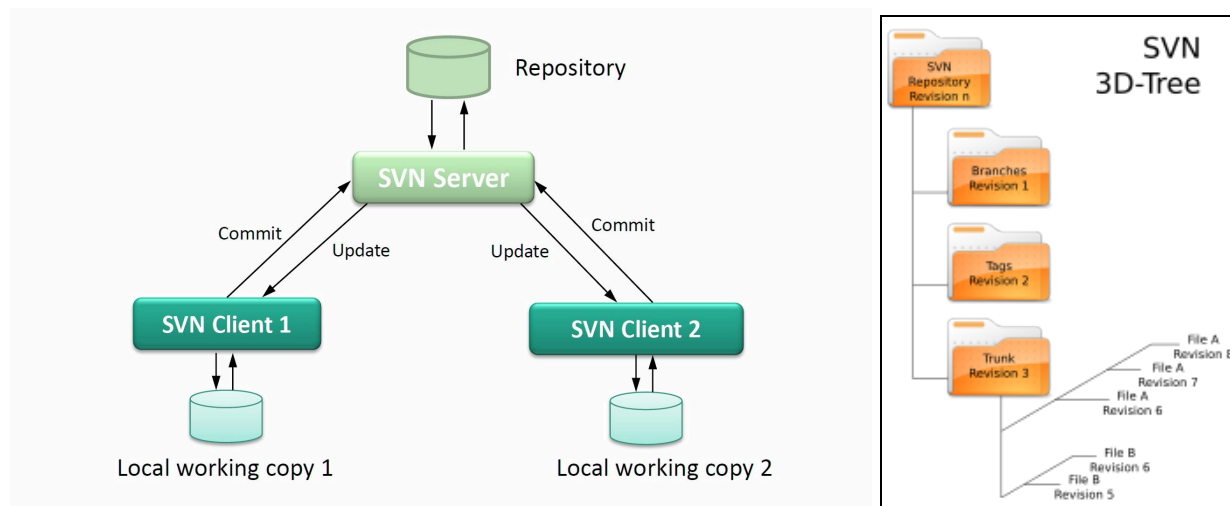 Repository
SVN Server
Commit
Update
Update
Commit
SVN Client 1
SVN Client 2
Local working copy 1
Local working copy 2
SVN
3D-Tree
SVN
Repository
Revision n
Branches
Revision 1
Tags
Revision 2
Trunk
Revision 3
File A
Revision
File A
Revision 7
File A
Revision 6
File B
Revision 6
File B
Revision 5